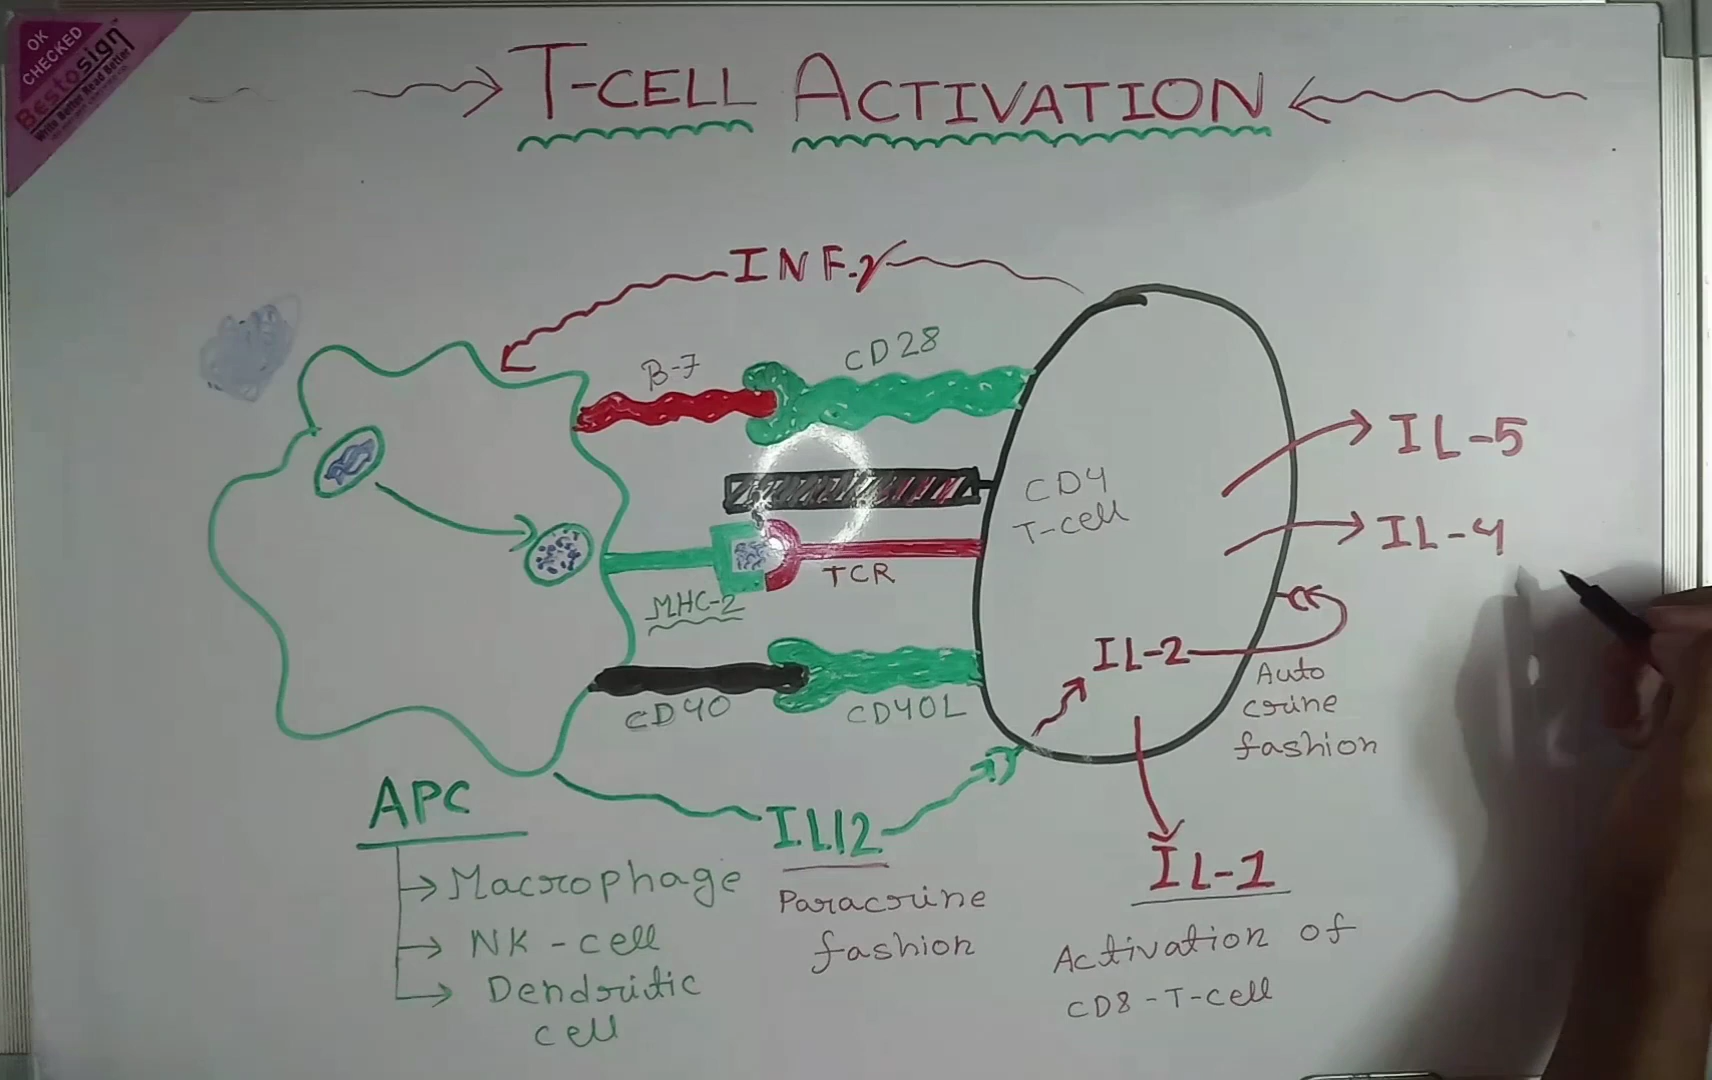 OK
CHECKED
Bestosign
Write Better Read Better
T-CELL ACTIVATION
INF-γ
B-7
CD28
CD4
T-cell
IL-5
IL-4
TCR
MHC-2
IL-2
Auto
crine
fashion
CD40
CD40L
APC
IL12
IL-1
Macrophage
NK-cell
Dendritic
cell
Paracrine
fashion
Activation of
CD8-T-cell